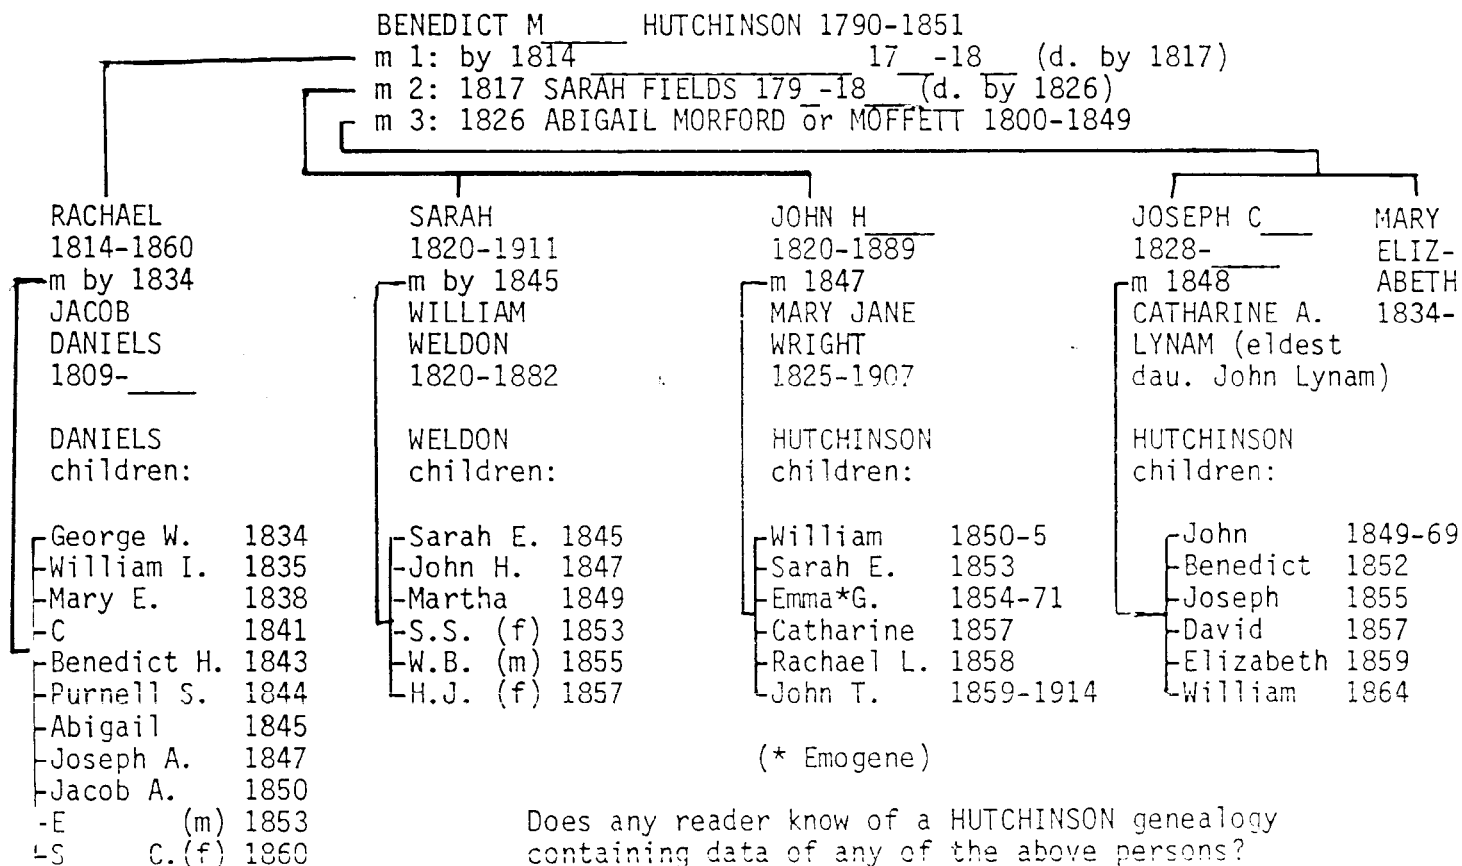 BENEDICT M____ HUTCHINSON 1790-1851
m 1: by 1814 ____________ 17__-18__ (d. by 1817)
m 2: 1817 SARAH FIELDS 179_-18__ (d. by 1826)
m 3: 1826 ABIGAIL MORFORD or MOFFETT 1800-1849
RACHAEL
1814-1860
m by 1834
JACOB
DANIELS
1809-____
DANIELS
children:
George W. 1834
William I. 1835
Mary E. 1838
C 1841
Benedict H. 1843
Purnell S. 1844
Abigail 1845
Joseph A. 1847
Jacob A. 1850
E (m) 1853
S C.(f) 1860
SARAH
1820-1911
m by 1845
WILLIAM
WELDON
1820-1882
WELDON
children:
Sarah E. 1845
John H. 1847
Martha 1849
S.S. (f) 1853
W.B. (m) 1855
H.J. (f) 1857
JOHN H____
1820-1889
m 1847
MARY JANE
WRIGHT
1825-1907
HUTCHINSON
children:
William 1850-5
Sarah E. 1853
Emma*G. 1854-71
Catharine 1857
Rachael L. 1858
John T. 1859-1914
(* Emogene)
JOSEPH C___
1828-____
m 1848
CATHARINE A.
LYNAM (eldest
dau. John Lynam)
HUTCHINSON
children:
John 1849-69
Benedict 1852
Joseph 1855
David 1857
Elizabeth 1859
William 1864
MARY
ELIZ-
ABETH
1834-
Does any reader know of a HUTCHINSON genealogy
containing data of any of the above persons?